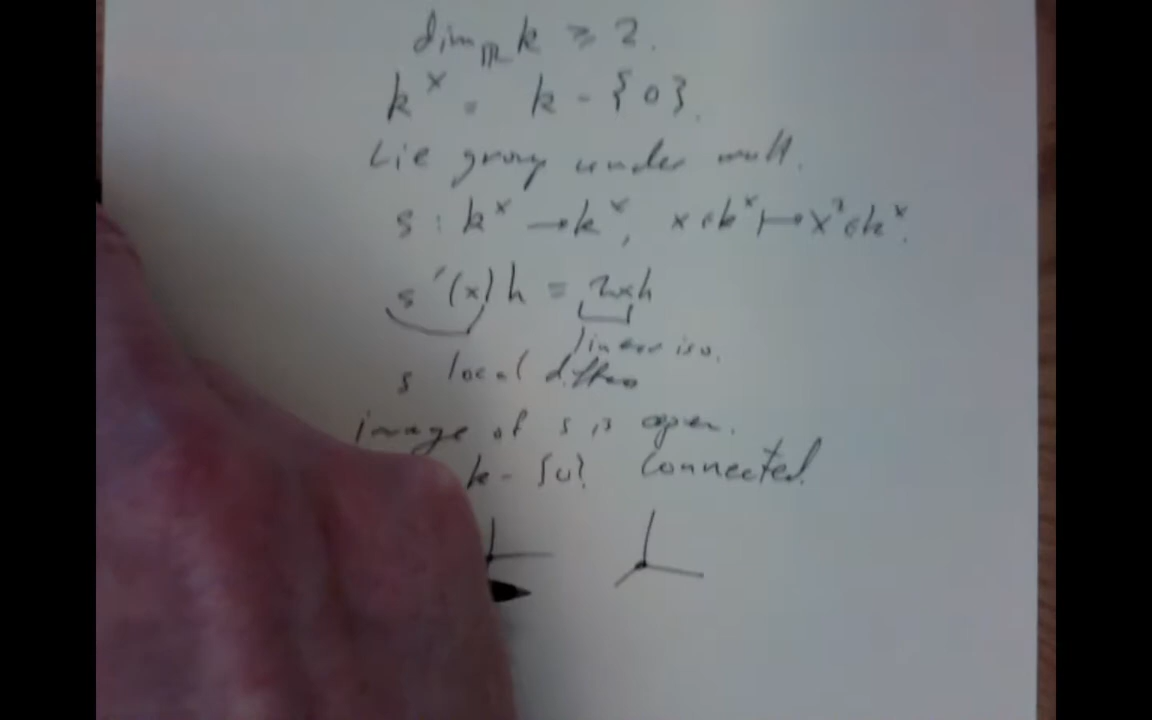 dim_ℝ k ≥ 2.
k^× = k - {0}.
Lie group under mult.
s : k^× → k^×, x ∈ k^× ↦ x² ∈ k^×.
s'(x)h = 2xh
linear iso.
s local diffeo
image of s is open.
k - {0} connected.